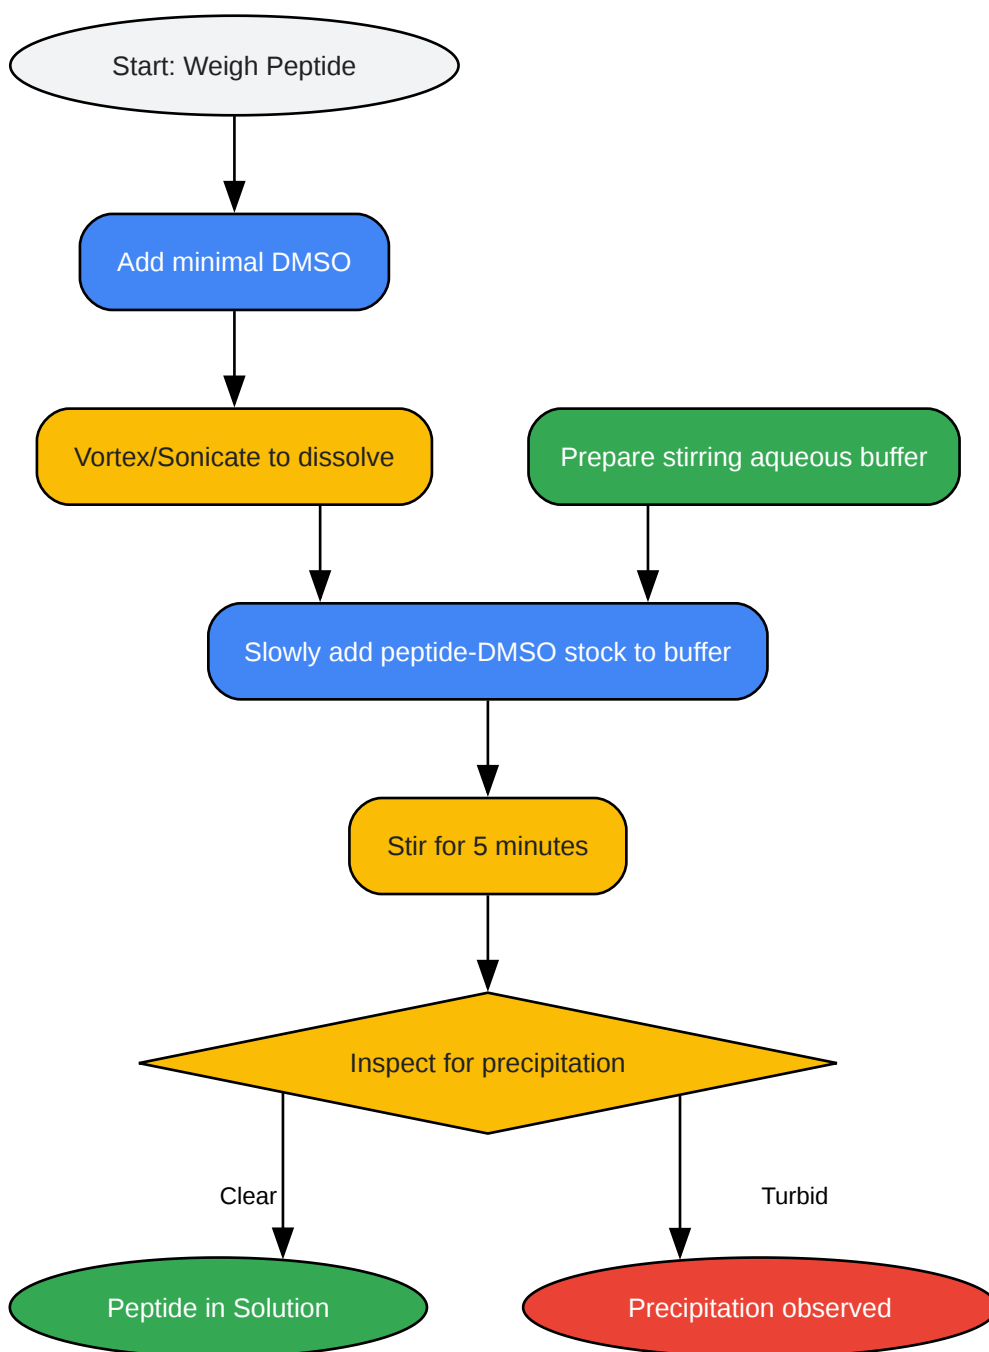 Start: Weigh Peptide
Add minimal DMSO
Vortex/Sonicate to dissolve
Prepare stirring aqueous buffer
Slowly add peptide-DMSO stock to buffer
Stir for 5 minutes
Inspect for precipitation
Clear
Turbid
Peptide in Solution
Precipitation observed